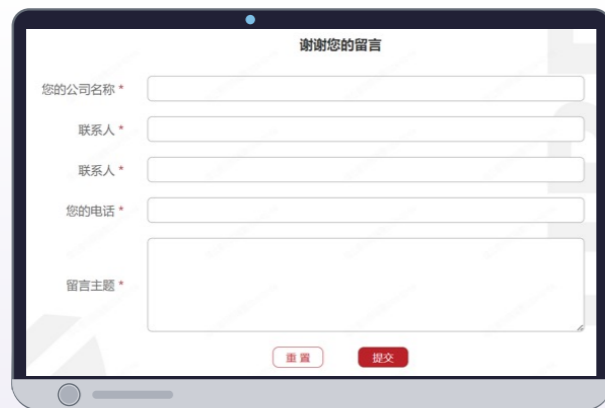 谢谢您的留言
您的公司名称 *
联系人 *
联系人 *
您的电话 *
留言主题 *
重 置
提交